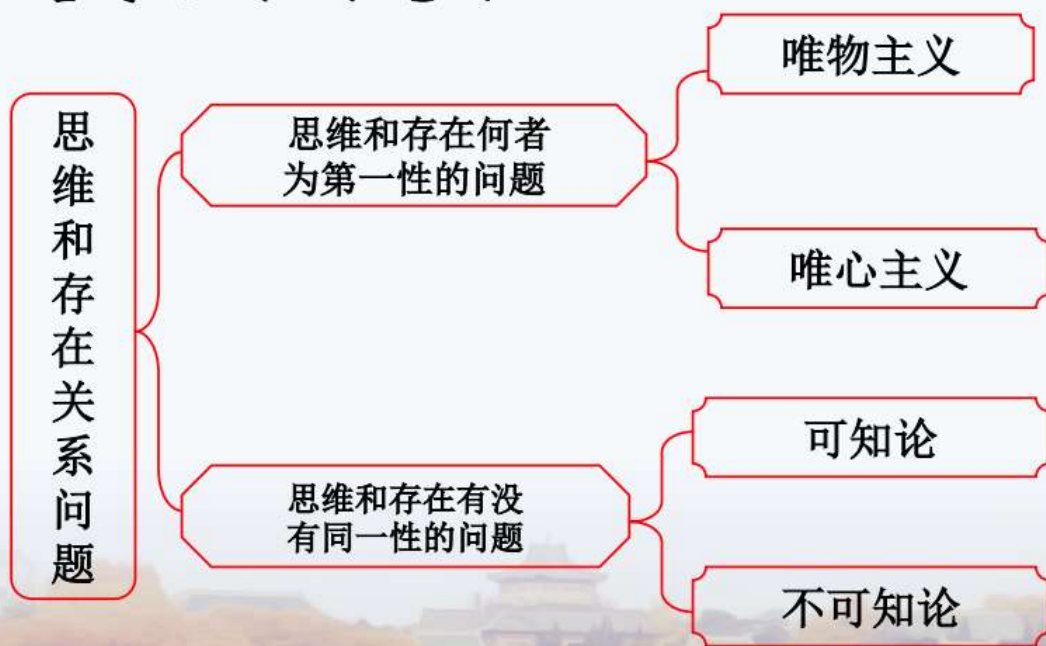 思维和存在关系问题
思维和存在何者
为第一性的问题
唯物主义
唯心主义
思维和存在有没
有同一性的问题
可知论
不可知论